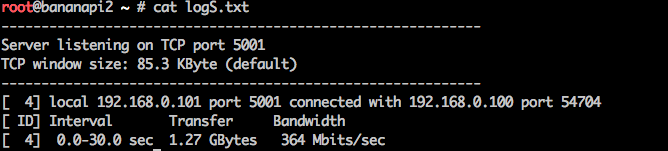 root@bananapi2 ~ # cat logS.txt
------------------------------------------------------------
Server listening on TCP port 5001
TCP window size: 85.3 KByte (default)
------------------------------------------------------------
[  4] local 192.168.0.101 port 5001 connected with 192.168.0.100 port 54704
[ ID] Interval       Transfer     Bandwidth
[  4]  0.0-30.0 sec  1.27 GBytes   364 Mbits/sec